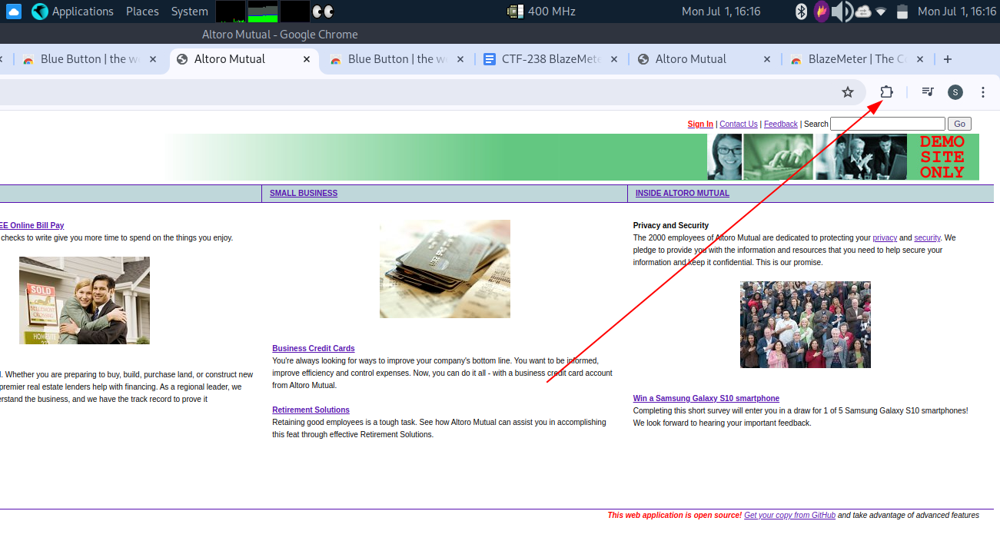 Applications Places System 400 MHz Mon Jul 1, 16:16 Mon Jul 1, 16:16
Altoro Mutual - Google Chrome
Blue Button | the w Altoro Mutual Blue Button | the w CTF-238 BlazeMete Altoro Mutual BlazeMeter | The C
S
Sign In | Contact Us | Feedback | Search Go
DEMO
SITE
ONLY
SMALL BUSINESS INSIDE ALTORO MUTUAL
EE Online Bill Pay
checks to write give you more time to spend on the things you enjoy.
SOLD
HOMESITE
. Whether you are preparing to buy, build, purchase land, or construct new
premier real estate lenders help with financing. As a regional leader, we
erstand the business, and we have the track record to prove it
Business Credit Cards
You're always looking for ways to improve your company's bottom line. You want to be informed,
improve efficiency and control expenses. Now, you can do it all - with a business credit card account
from Altoro Mutual.
Retirement Solutions
Retaining good employees is a tough task. See how Altoro Mutual can assist you in accomplishing
this feat through effective Retirement Solutions.
Privacy and Security
The 2000 employees of Altoro Mutual are dedicated to protecting your privacy and security. We
pledge to provide you with the information and resources that you need to help secure your
information and keep it confidential. This is our promise.
Win a Samsung Galaxy S10 smartphone
Completing this short survey will enter you in a draw for 1 of 5 Samsung Galaxy S10 smartphones!
We look forward to hearing your important feedback.
This web application is open source! Get your copy from GitHub and take advantage of advanced features